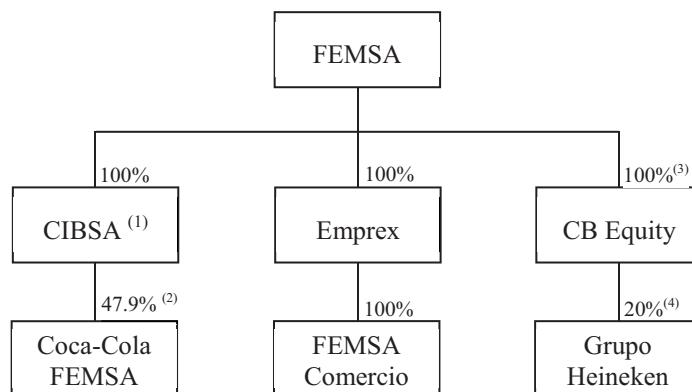 FEMSA
100%
100%
100%(3)
CIBSA (1)
Emprex
CB Equity
47.9% (2)
100%
20%(4)
Coca-Cola
FEMSA
FEMSA
Comercio
Grupo
Heineken